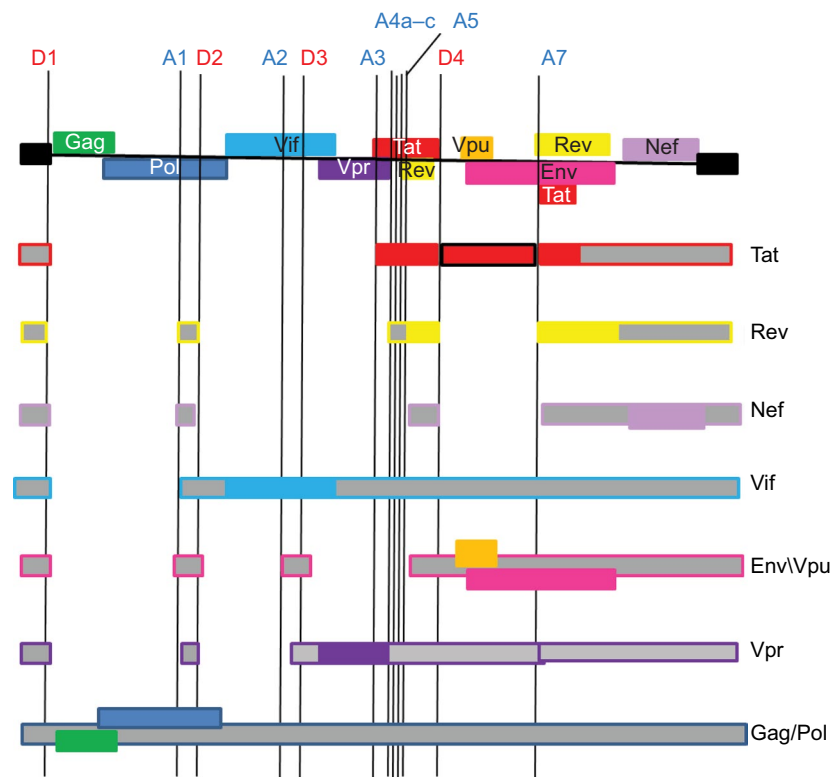 A4a–c A5
D1 A1 D2 A2 D3 A3 D4 A7
Gag Vif Tat Vpu Rev Nef
Pol Vpr Rev Env
Tat
Tat
Rev
Nef
Vif
Env\Vpu
Vpr
Gag/Pol